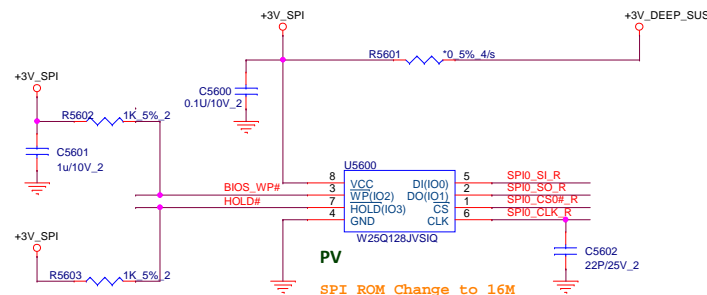 +3V_SPI
+3V_DEEP_SUS
R5601
*0_5%_4/s
+3V_SPI
C5600
0.1U/10V_2
R5602
1K_5%_2
C5601
1u/10V_2
U5600
BIOS_WP#
HOLD#
8
3
7
4
VCC
WP(IO2)
HOLD(IO3)
GND
DI(IO0)
DO(IO1)
CS
CLK
5
2
1
6
SPI0_SI_R
SPI0_SO_R
SPI0_CS0#_R
SPI0_CLK_R
W25Q128JVSIQ
+3V_SPI
PV
C5602
22P/25V_2
R5603
1K_5%_2
SPI ROM Change to 16M